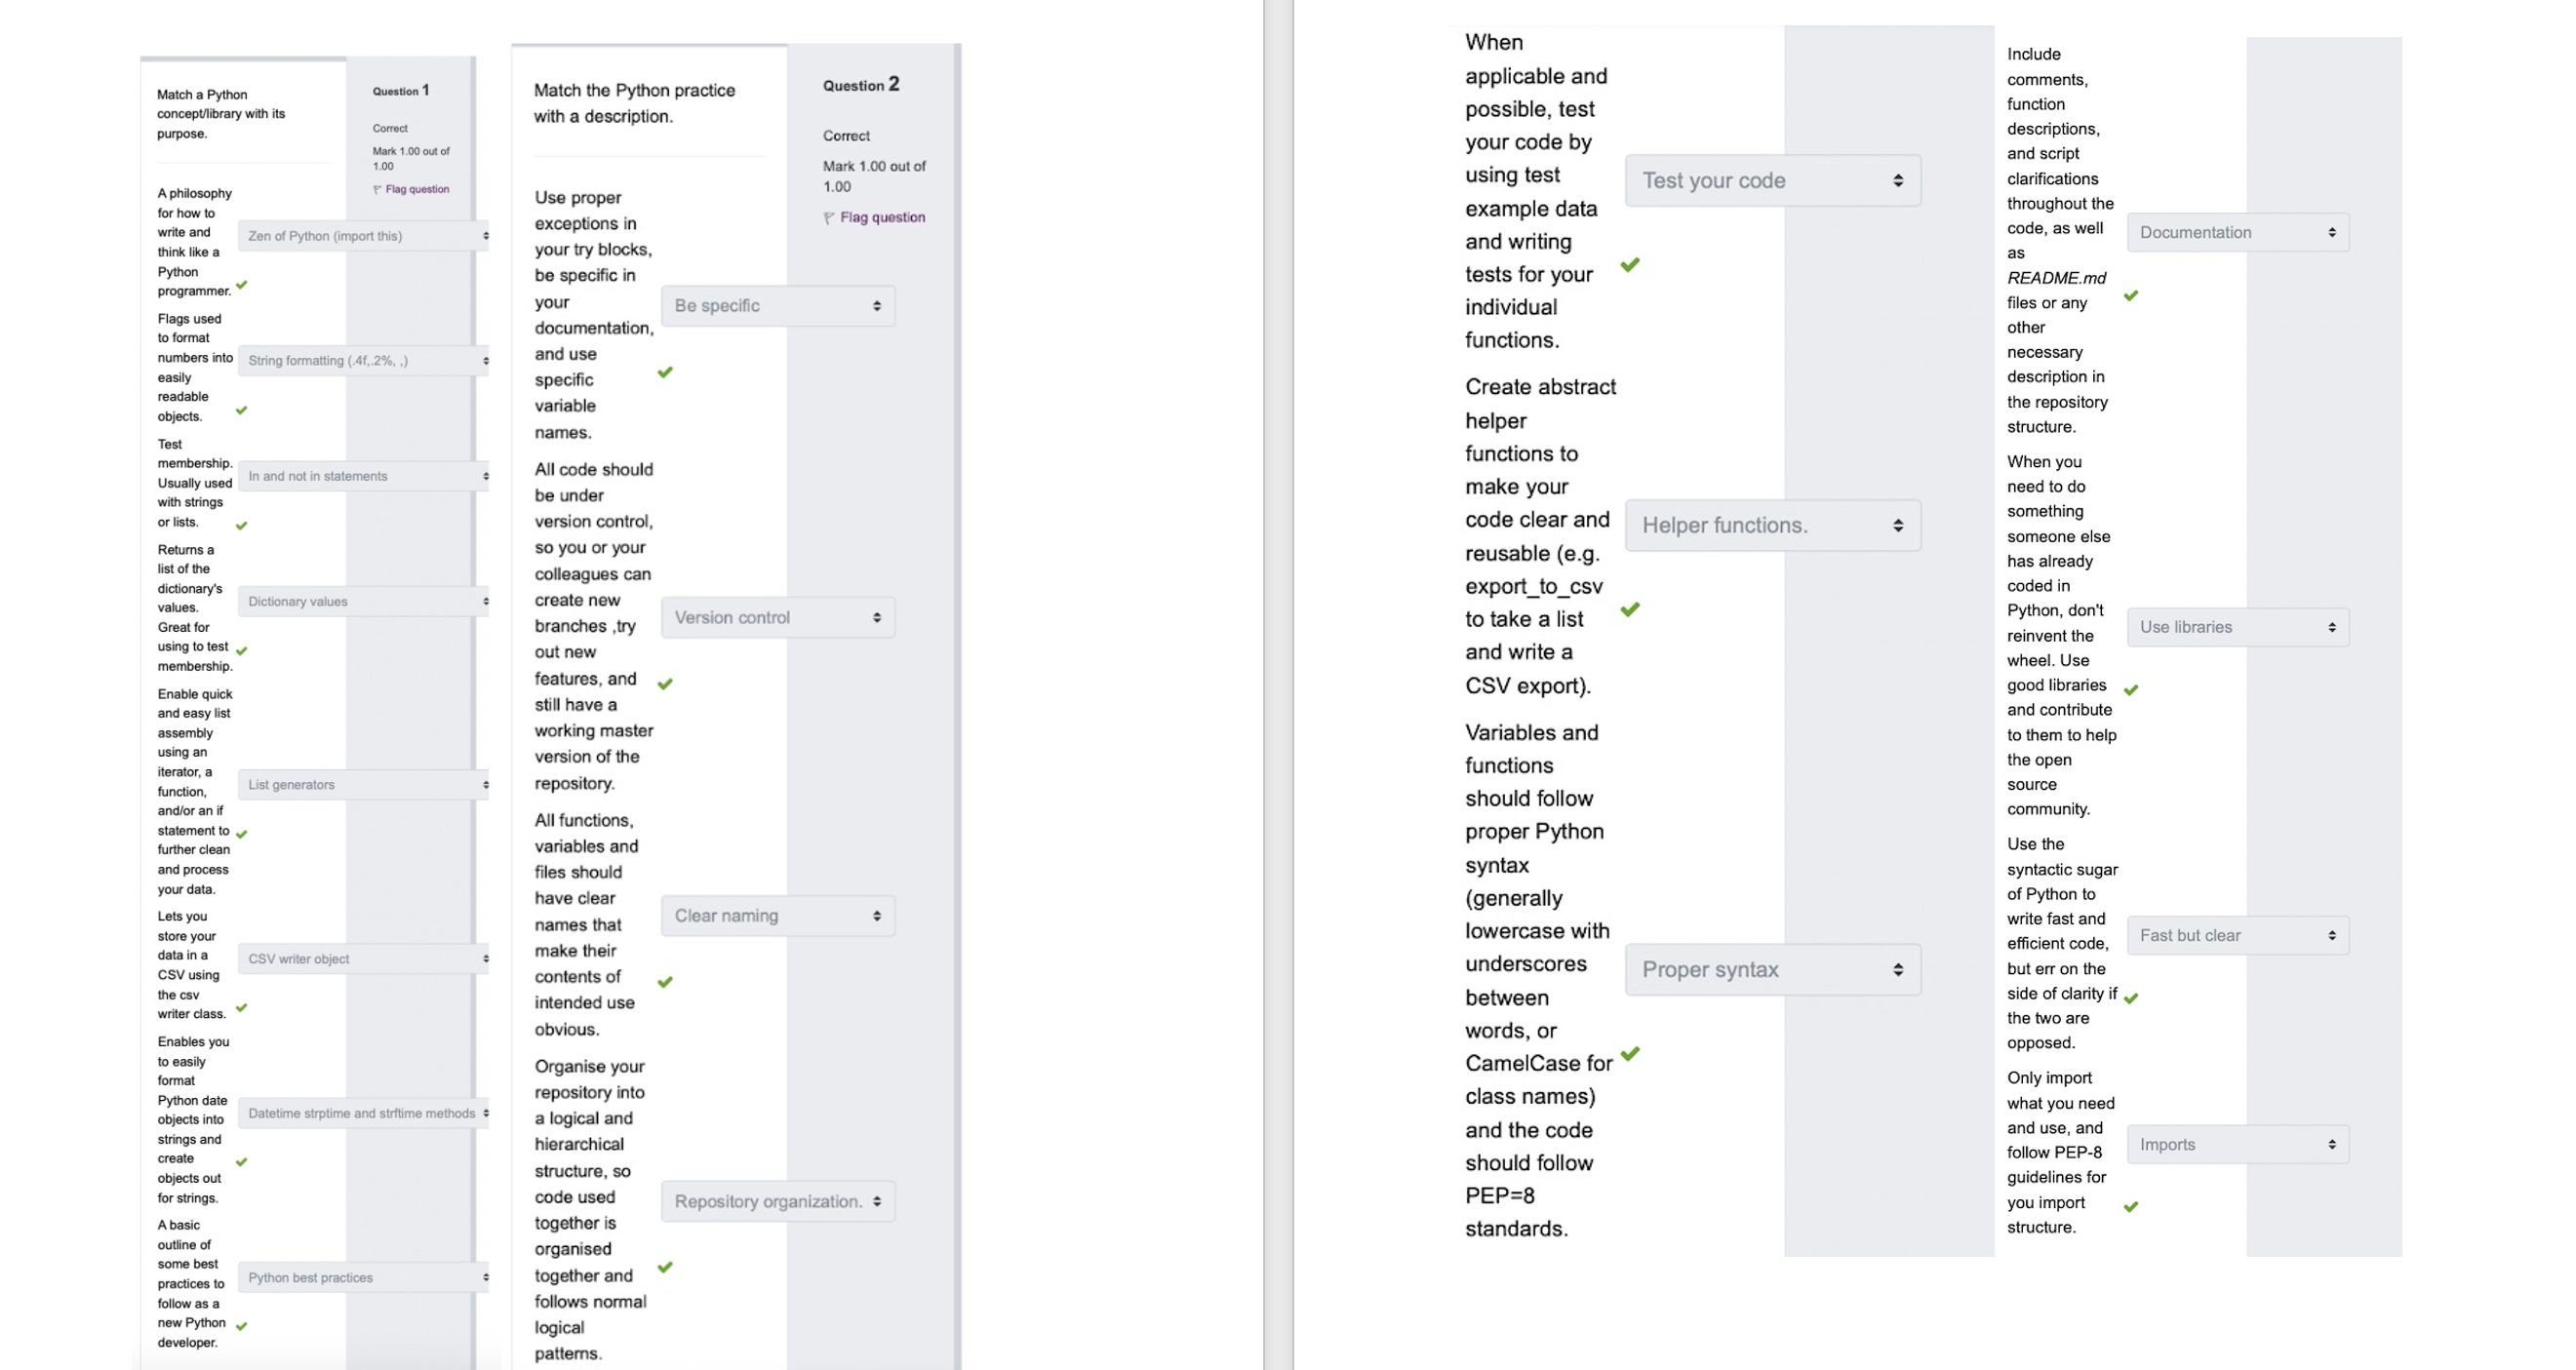 Match a Python
concept/library with its
purpose.
Question 1
Correct
Mark 1.00 out of
1.00
Flag question
A philosophy
for how to
write and
think like a
Python
programmer.
Zen of Python (import this)
Flags used
to format
numbers into
easily
readable
objects.
String formatting (.4f,.2%, ,)
Test
membership.
Usually used
with strings
or lists.
In and not in statements
Returns a
list of the
dictionary's
values.
Great for
using to test
membership.
Dictionary values
Enable quick
and easy list
assembly
using an
iterator, a
function,
and/or an if
statement to
further clean
and process
your data.
List generators
Lets you
store your
data in a
CSV using
the csv
writer class.
CSV writer object
Enables you
to easily
format
Python date
objects into
strings and
create
objects out
for strings.
Datetime strptime and strftime methods
A basic
outline of
some best
practices to
follow as a
new Python
developer.
Python best practices
Match the Python practice
with a description.
Question 2
Correct
Mark 1.00 out of
1.00
Flag question
Use proper
exceptions in
your try blocks,
be specific in
your
documentation,
and use
specific
variable
names.
Be specific
All code should
be under
version control,
so you or your
colleagues can
create new
branches ,try
out new
features, and
still have a
working master
version of the
repository.
Version control
All functions,
variables and
files should
have clear
names that
make their
contents of
intended use
obvious.
Clear naming
Organise your
repository into
a logical and
hierarchical
structure, so
code used
together is
organised
together and
follows normal
logical
patterns.
Repository organization.
When
applicable and
possible, test
your code by
using test
example data
and writing
tests for your
individual
functions.
Test your code
Create abstract
helper
functions to
make your
code clear and
reusable (e.g.
export_to_csv
to take a list
and write a
CSV export).
Helper functions.
Variables and
functions
should follow
proper Python
syntax
(generally
lowercase with
underscores
between
words, or
CamelCase for
class names)
and the code
should follow
PEP=8
standards.
Proper syntax
Include
comments,
function
descriptions,
and script
clarifications
throughout the
code, as well
as
README.md
files or any
other
necessary
description in
the repository
structure.
Documentation
When you
need to do
something
someone else
has already
coded in
Python, don't
reinvent the
wheel. Use
good libraries
and contribute
to them to help
the open
source
community.
Use libraries
Use the
syntactic sugar
of Python to
write fast and
efficient code,
but err on the
side of clarity if
the two are
opposed.
Fast but clear
Only import
what you need
and use, and
follow PEP-8
guidelines for
you import
structure.
Imports